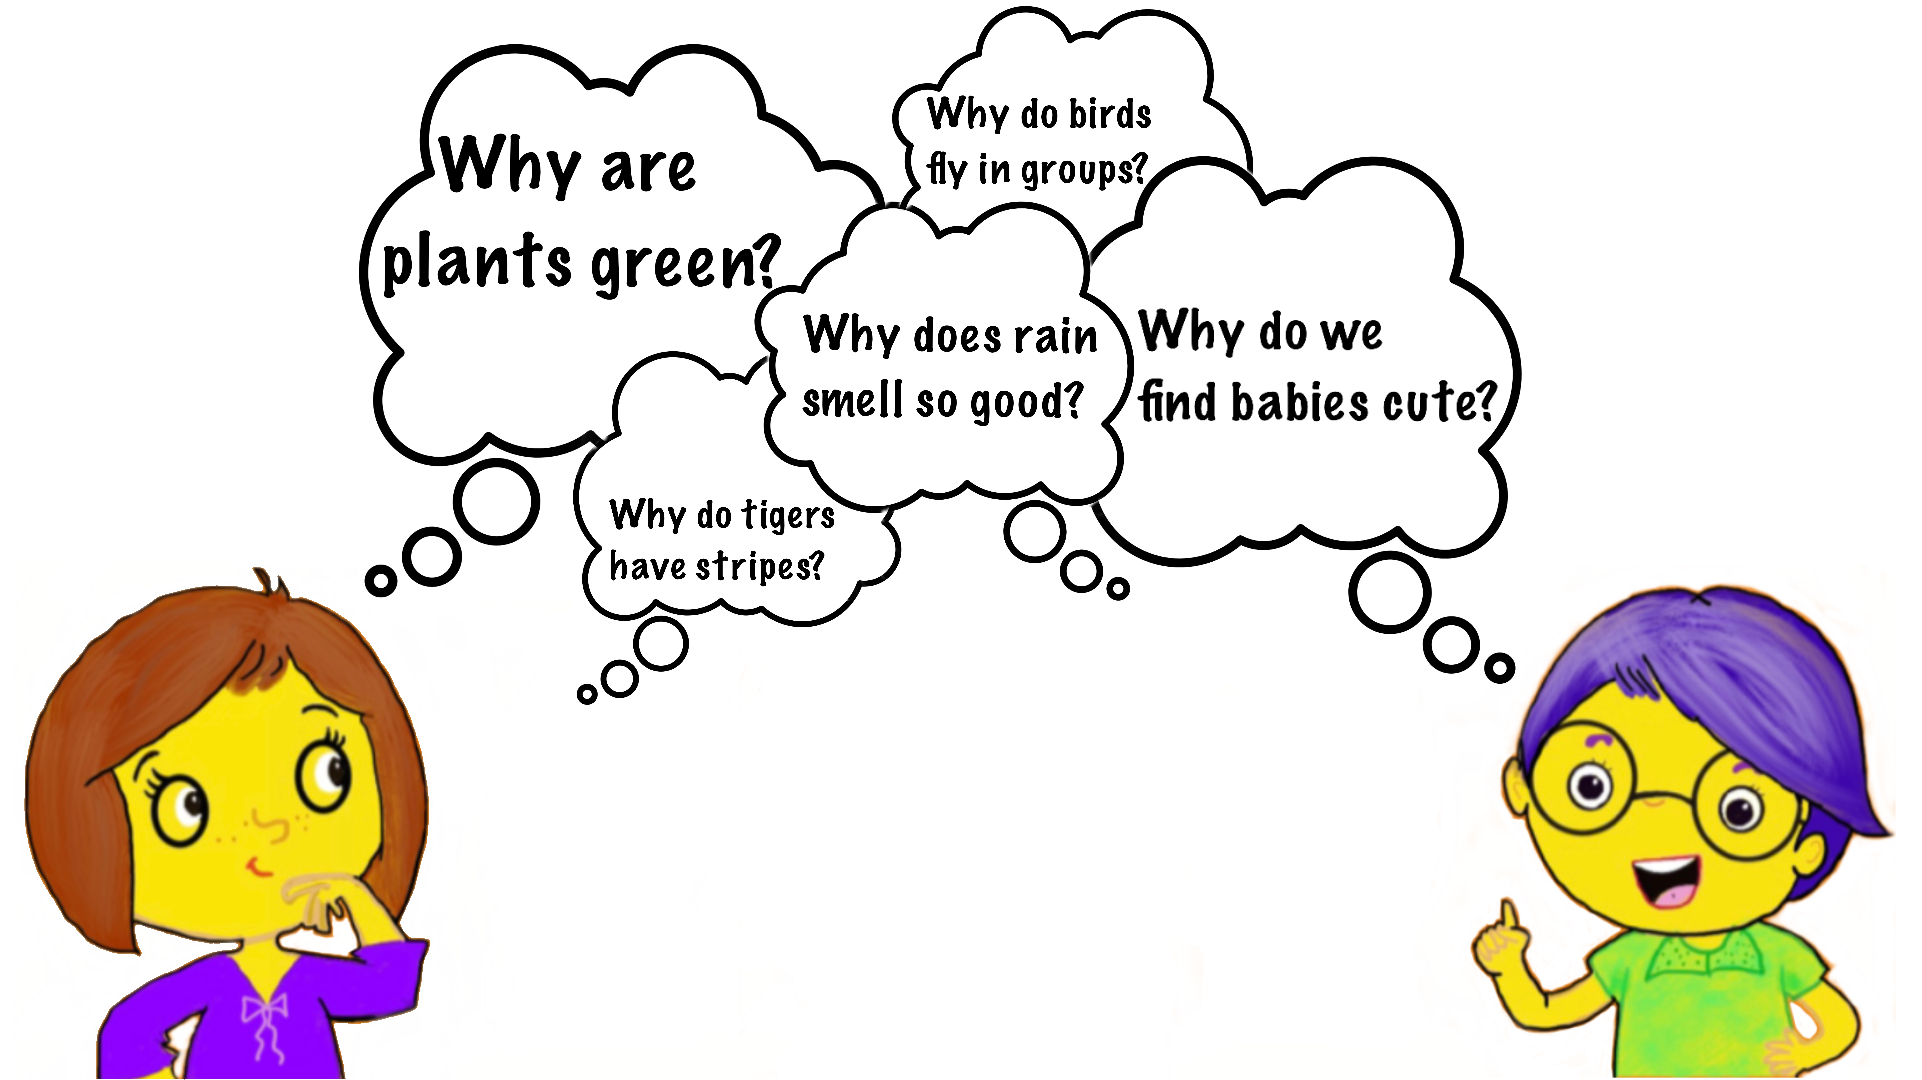 Why are
plants green?
Why do birds
fly in groups?
Why does rain
smell so good?
Why do we
find babies cute?
Why do tigers
have stripes?